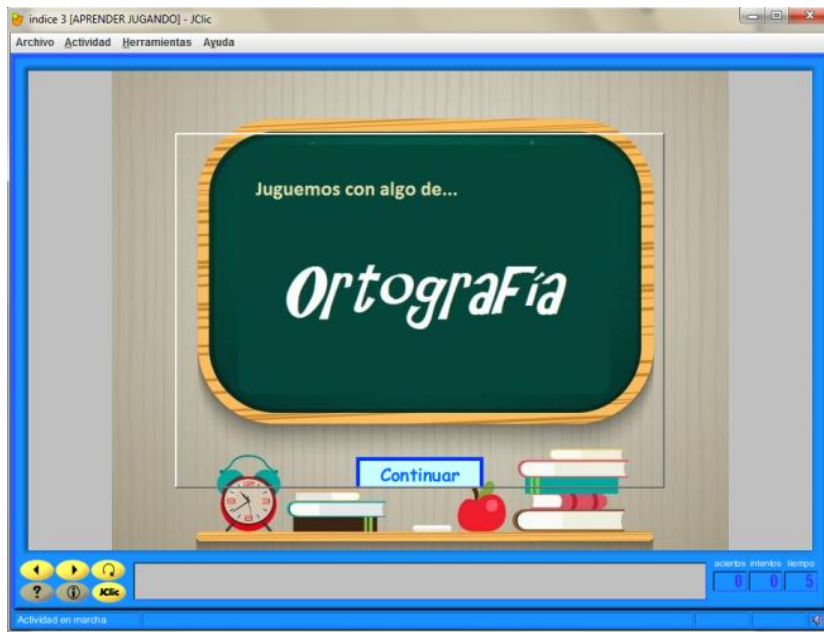 indice 3 [APRENDER JUGANDO] - JClic
Archivo Actividad Herramientas Ayuda
Juguemos con algo de...
Ortografía
Continuar
aciertos intentos tiempo
0 0 5
? i JClic
Actividad en marcha